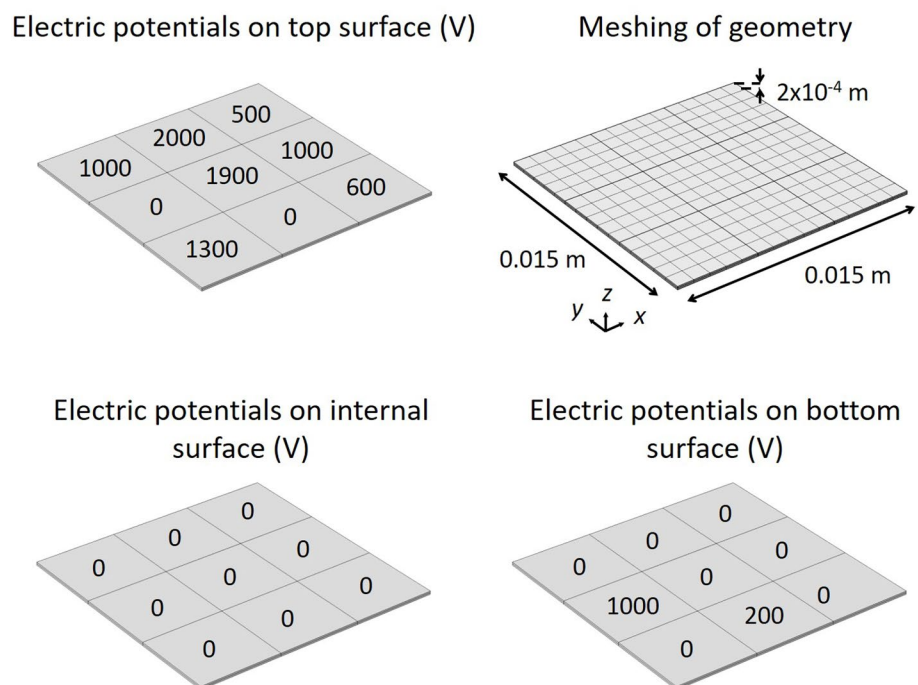 Electric potentials on top surface (V)
Meshing of geometry
500
2000
1000
1000
1900
600
0
0
1300
2x10⁻⁴ m
0.015 m
0.015 m
z
y
x
Electric potentials on internal
surface (V)
Electric potentials on bottom
surface (V)
0
0
0
0
0
0
0
0
0
0
0
0
0
0
1000
0
200
0